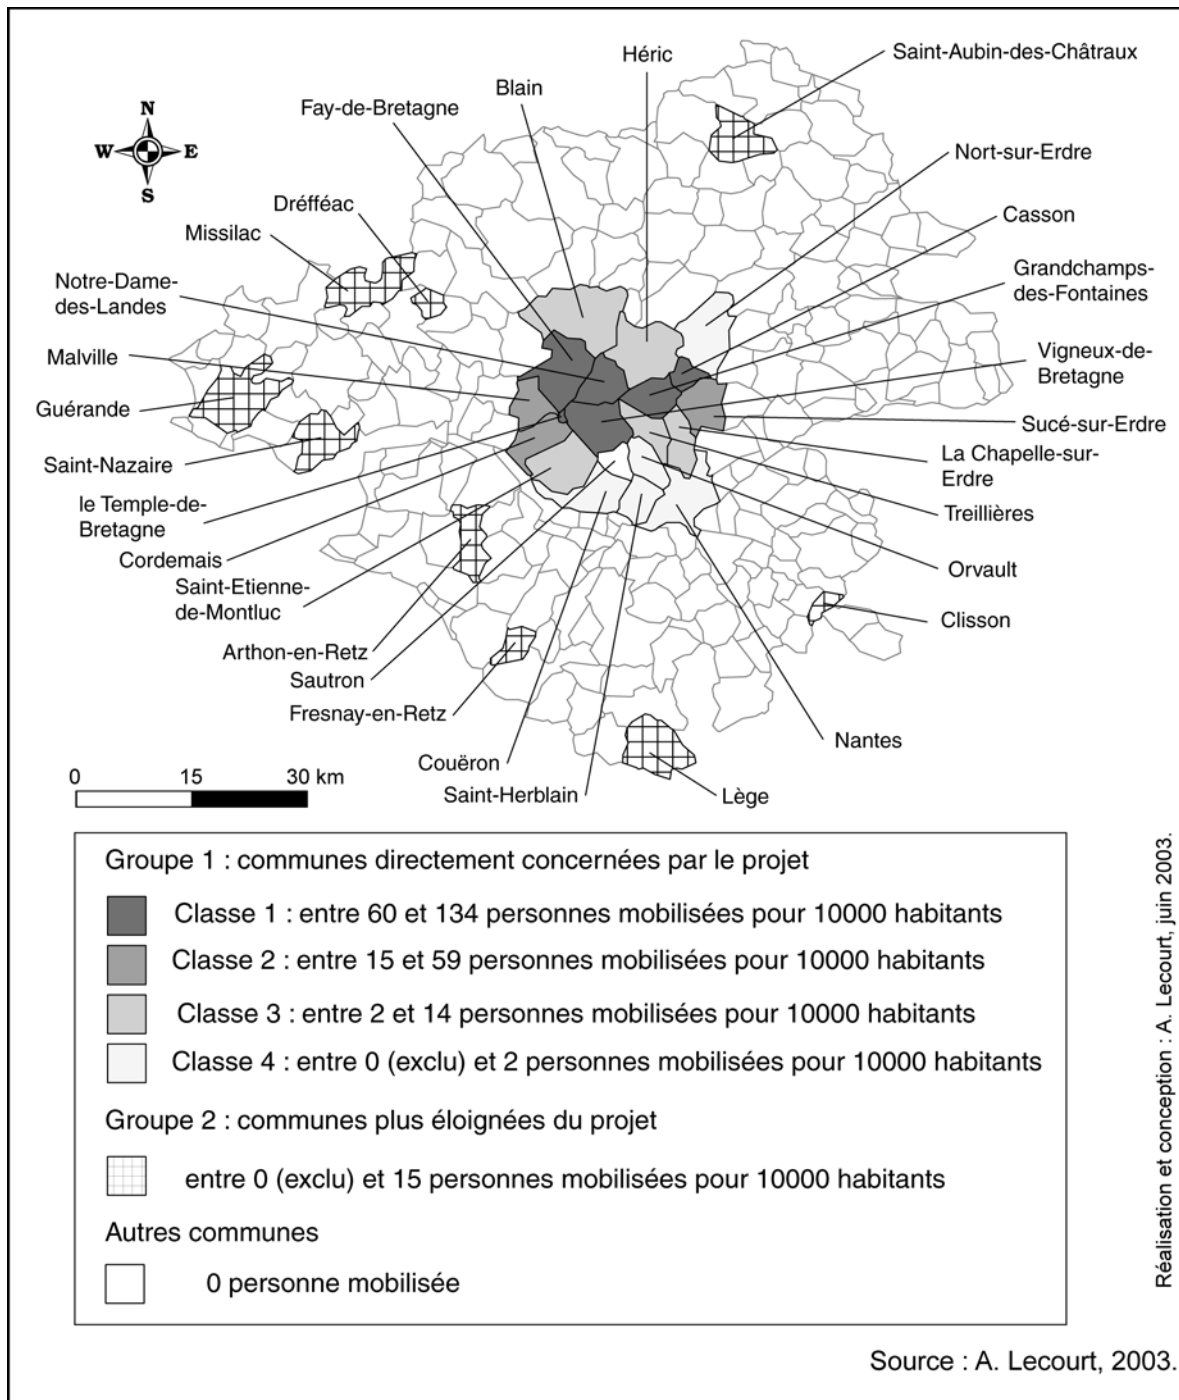 Héric
Saint-Aubin-des-Châtraux
Blain
Fay-de-Bretagne
N
W
E
S
Nort-sur-Erdre
Dréfféac
Casson
Missilac
Grandchamps-
des-Fontaines
Notre-Dame-
des-Landes
Vigneux-de-
Bretagne
Malville
Guérande
Sucé-sur-Erdre
Saint-Nazaire
La Chapelle-sur-
Erdre
le Temple-de-
Bretagne
Treillières
Cordemais
Orvault
Saint-Etienne-
de-Montluc
Clisson
Arthon-en-Retz
Sautron
Fresnay-en-Retz
Nantes
Couëron
Saint-Herblain
Lège
0 15 30 km
Groupe 1 : communes directement concernées par le projet
Classe 1 : entre 60 et 134 personnes mobilisées pour 10000 habitants
Classe 2 : entre 15 et 59 personnes mobilisées pour 10000 habitants
Classe 3 : entre 2 et 14 personnes mobilisées pour 10000 habitants
Classe 4 : entre 0 (exclu) et 2 personnes mobilisées pour 10000 habitants
Groupe 2 : communes plus éloignées du projet
entre 0 (exclu) et 15 personnes mobilisées pour 10000 habitants
Autres communes
0 personne mobilisée
Réalisation et conception : A. Lecourt, juin 2003.
Source : A. Lecourt, 2003.